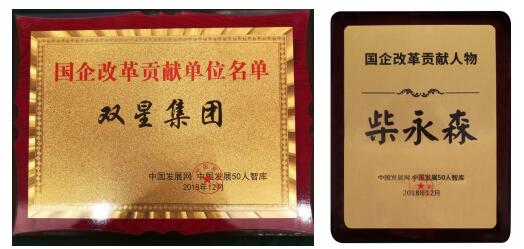 国企改革贡献单位名单
双星集团
中国发展网 中国发展50人智库
2018年12月
国企改革贡献人物
柴永森
中国发展网 中国发展50人智库
2018年12月